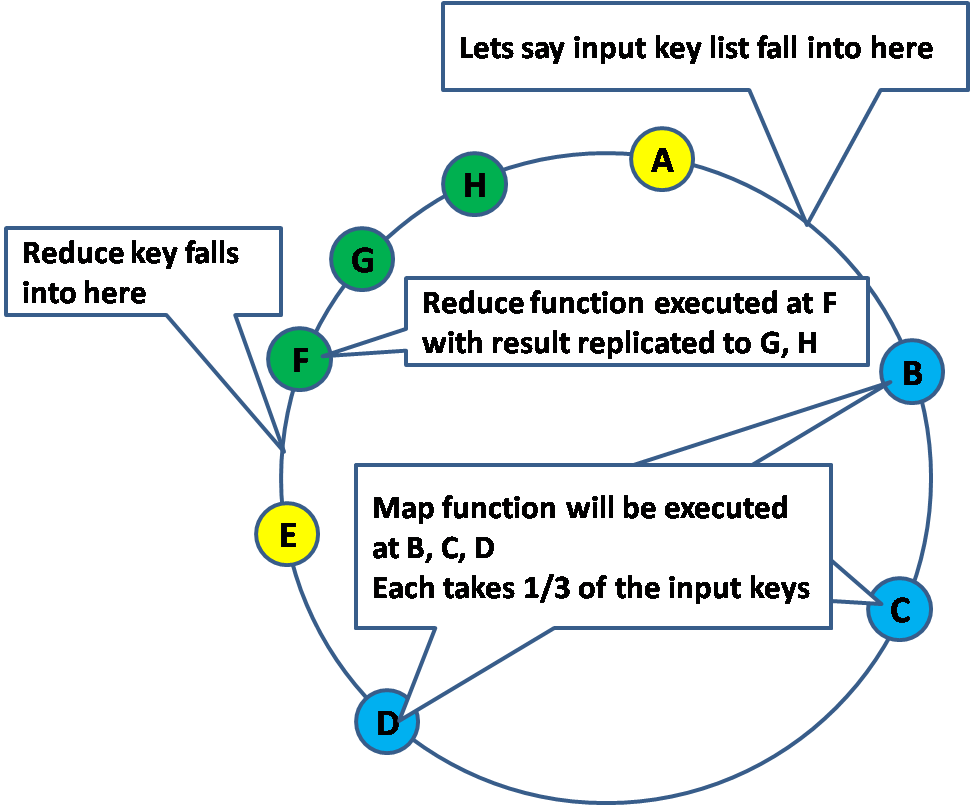 Lets say input key list fall into here
A
H
G
Reduce key falls
into here
Reduce function executed at F
with result replicated to G, H
F
B
Map function will be executed
at B, C, D
Each takes 1/3 of the input keys
E
C
D